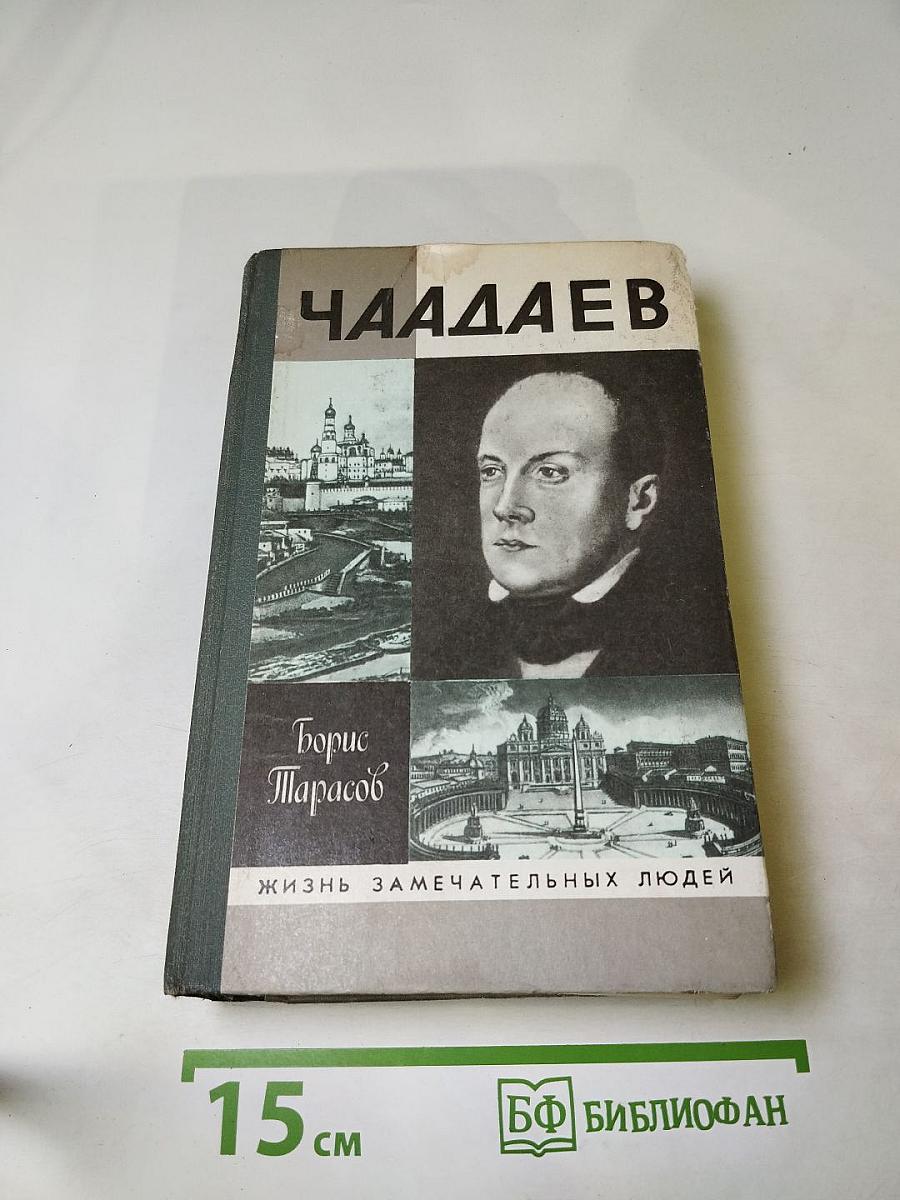 ЧААДАЕВ
Борис
Тарасов
ЖИЗНЬ ЗАМЕЧАТЕЛЬНЫХ ЛЮДЕЙ
15 см
БФ БИБЛИОФАН